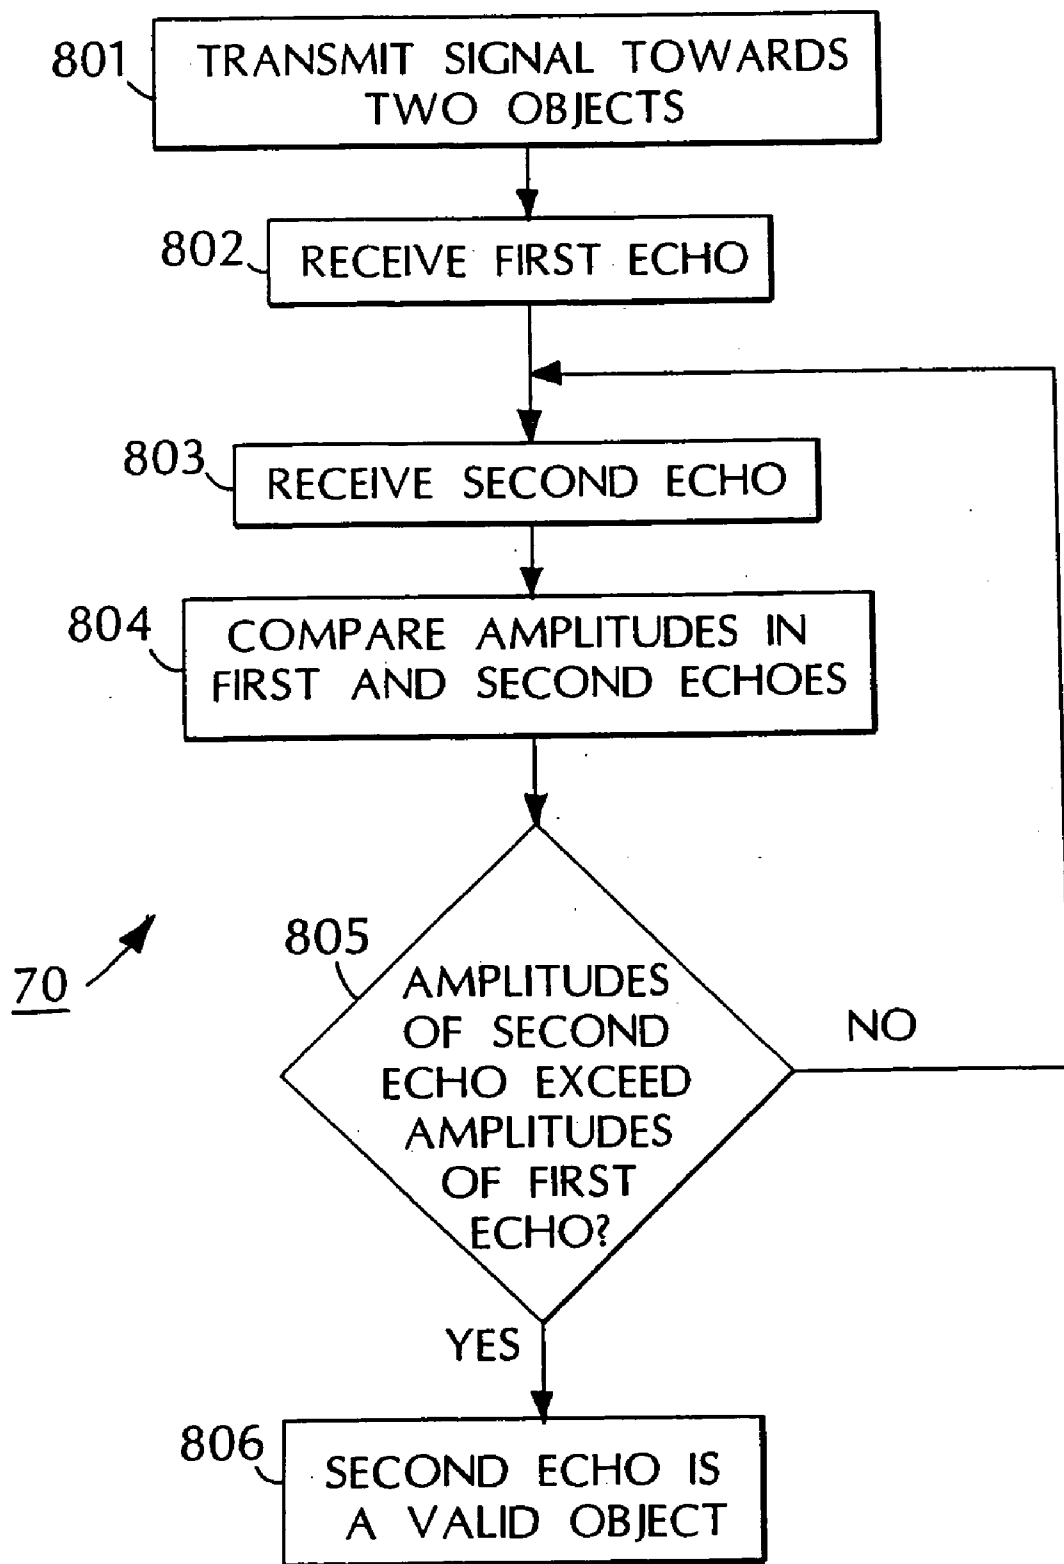 801
TRANSMIT SIGNAL TOWARDS
TWO OBJECTS
802
RECEIVE FIRST ECHO
803
RECEIVE SECOND ECHO
804
COMPARE AMPLITUDES IN
FIRST AND SECOND ECHOES
70
805
AMPLITUDES
OF SECOND
ECHO EXCEED
AMPLITUDES
OF FIRST
ECHO?
NO
YES
806
SECOND ECHO IS
A VALID OBJECT